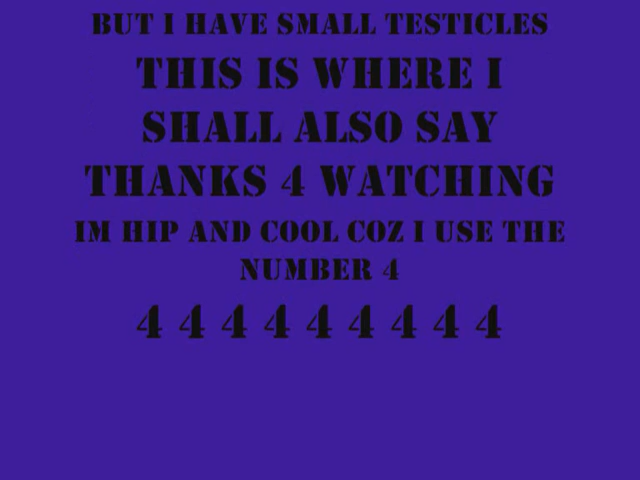 BUT I HAVE SMALL TESTICLES
THIS IS WHERE I
SHALL ALSO SAY
THANKS 4 WATCHING
IM HIP AND COOL COZ I USE THE
NUMBER 4
4 4 4 4 4 4 4 4 4